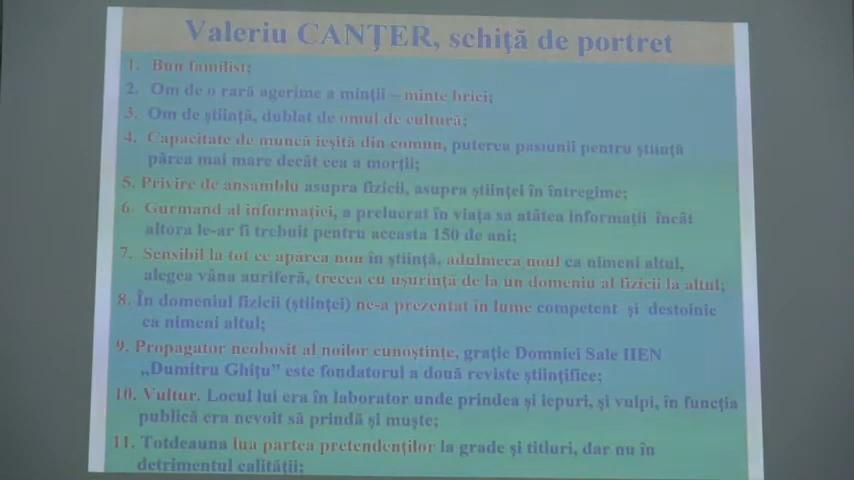 Valeriu CANŢER, schiţă de portret
1. Bun familist;
2. Om de o rară agerime a minţii – minte brici;
3. Om de ştiinţă, dublat de omul de cultură;
4. Capacitate de muncă ieşită din comun, puterea pasiunii pentru ştiinţă
părea mai mare decât cea a morţii;
5. Privire de ansamblu asupra fizicii, asupra ştiinţei în întregime;
6. Gurmand al informaţiei, a prelucrat în viaţa sa atâtea informaţii încât
altora le-ar fi trebuit pentru aceasta 150 de ani;
7. Sensibil la tot ce apărea nou în ştiinţă, adulmeca noul ca nimeni altul,
alegea vâna auriferă, trecea cu uşurinţă de la un domeniu al fizicii la altul;
8. În domeniul fizicii (ştiinţei) ne-a prezentat în lume competent şi destoinic
ca nimeni altul;
9. Propagator neobosit al noilor cunoştinţe, graţie Domniei Sale IIEN
„Dumitru Ghiţu” este fondatorul a două reviste ştiinţifice;
10. Vultur. Locul lui era în laborator unde prindea şi iepuri, şi vulpi, în funcţia
publică era nevoit să prindă şi muşte;
11. Totdeauna lua partea pretendenţilor la grade şi titluri, dar nu în
detrimentul calităţii;